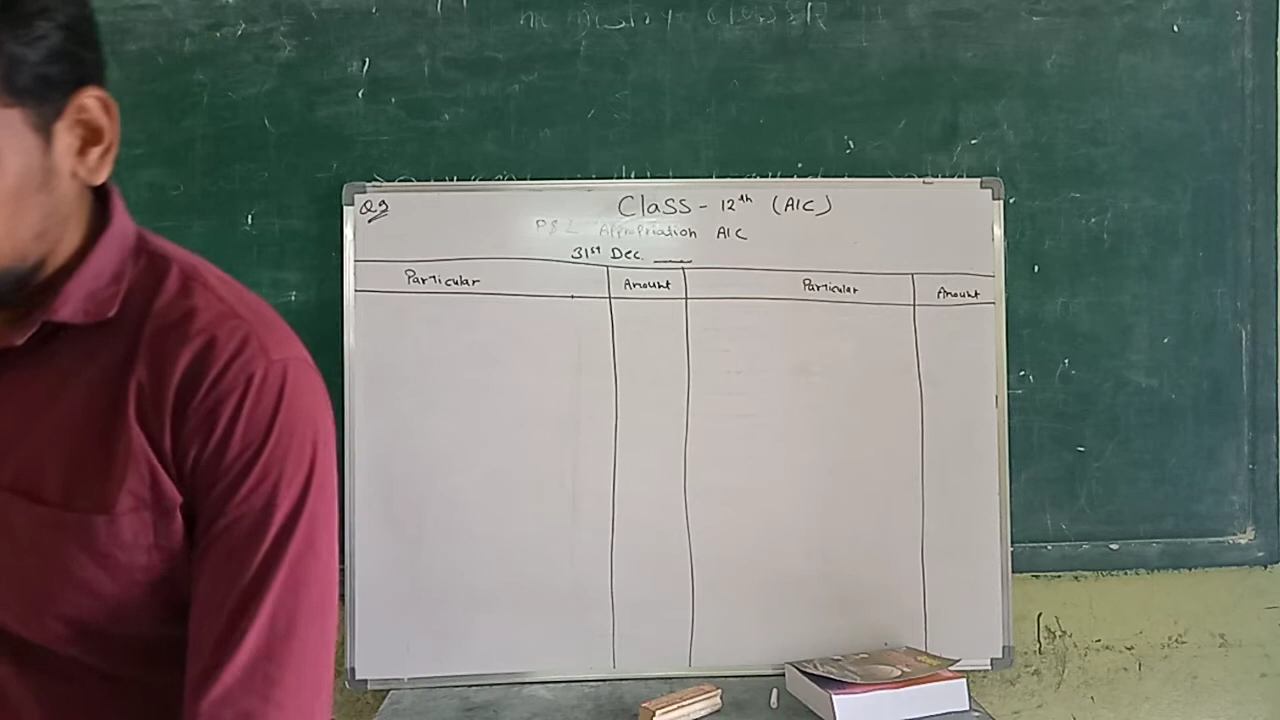 Q9
Class - 12th (A/C)
P & L Appropriation A/C
31st Dec. ____
Particular Amount Particular Amount